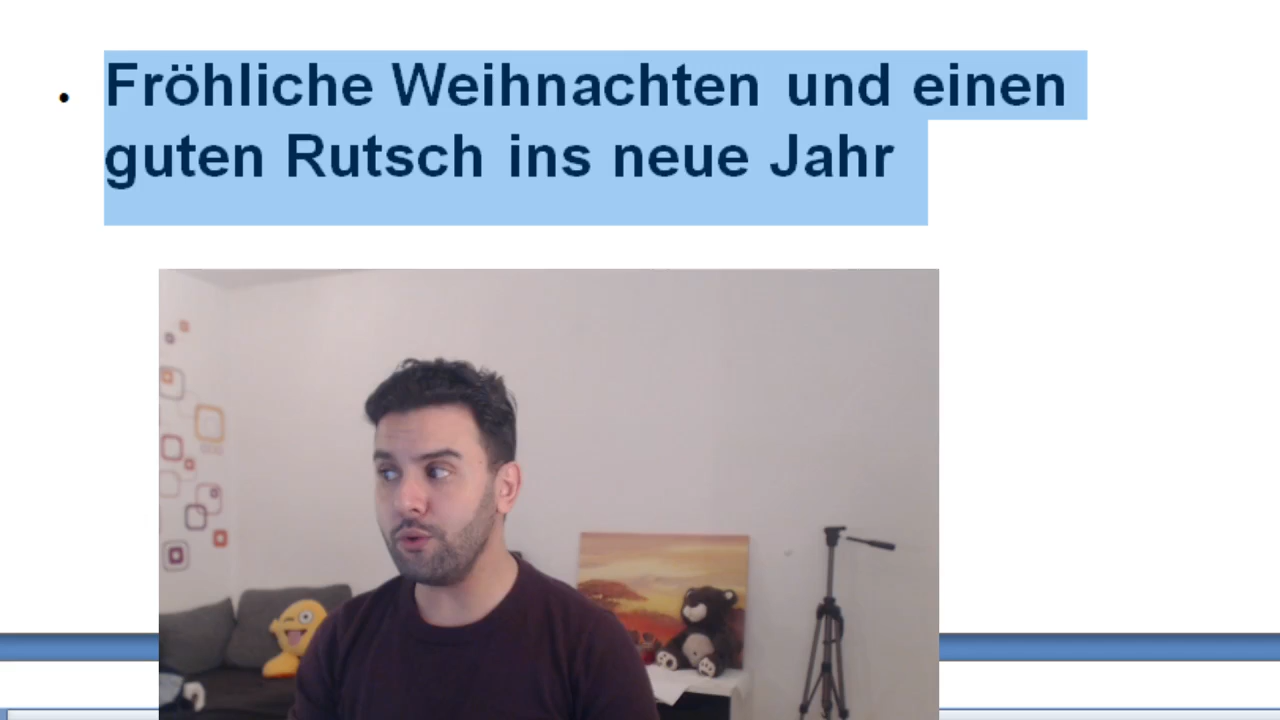 Fröhliche Weihnachten und einen
guten Rutsch ins neue Jahr